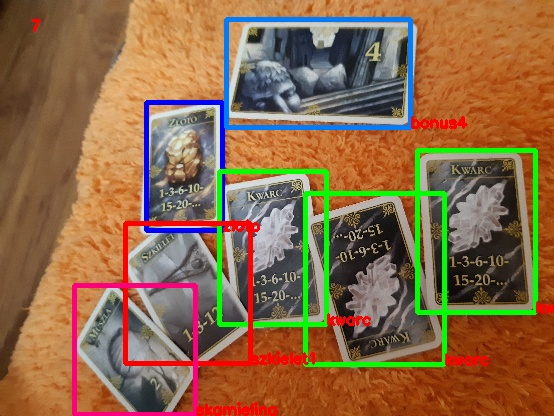 7
4
bonus4
ZŁOTO
1-3-6-10-
15-20-...
złoto
KWARC
1-3-6-10-
15-20-...
kwarc
KWARC
1-3-6-10-
15-20-...
kwarc
KWARC
1-3-6-10-
15-20-...
szkielet1
2